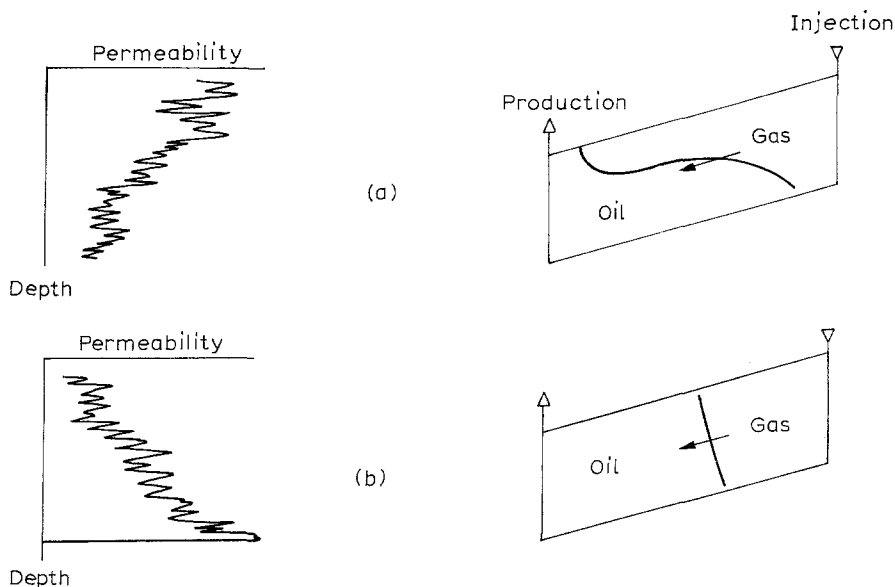 Permeability
Depth
(a)
Injection
Production
Gas
Oil
Permeability
Depth
(b)
Gas
Oil